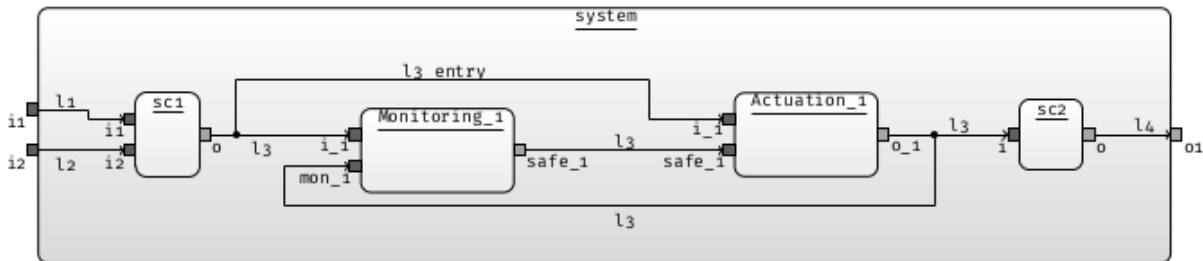 system
l3 entry
l1
sc1
Monitoring_1
Actuation_1
sc2
i1
i1
i_1
i_1
l3
l4
l2
i2
o
l3
l3
o_1
i
o
o1
i2
mon_1
safe_1
safe_1
l3